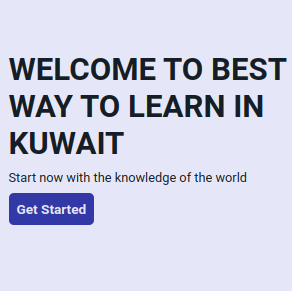 WELCOME TO BEST
WAY TO LEARN IN
KUWAIT
Start now with the knowledge of the world
Get Started